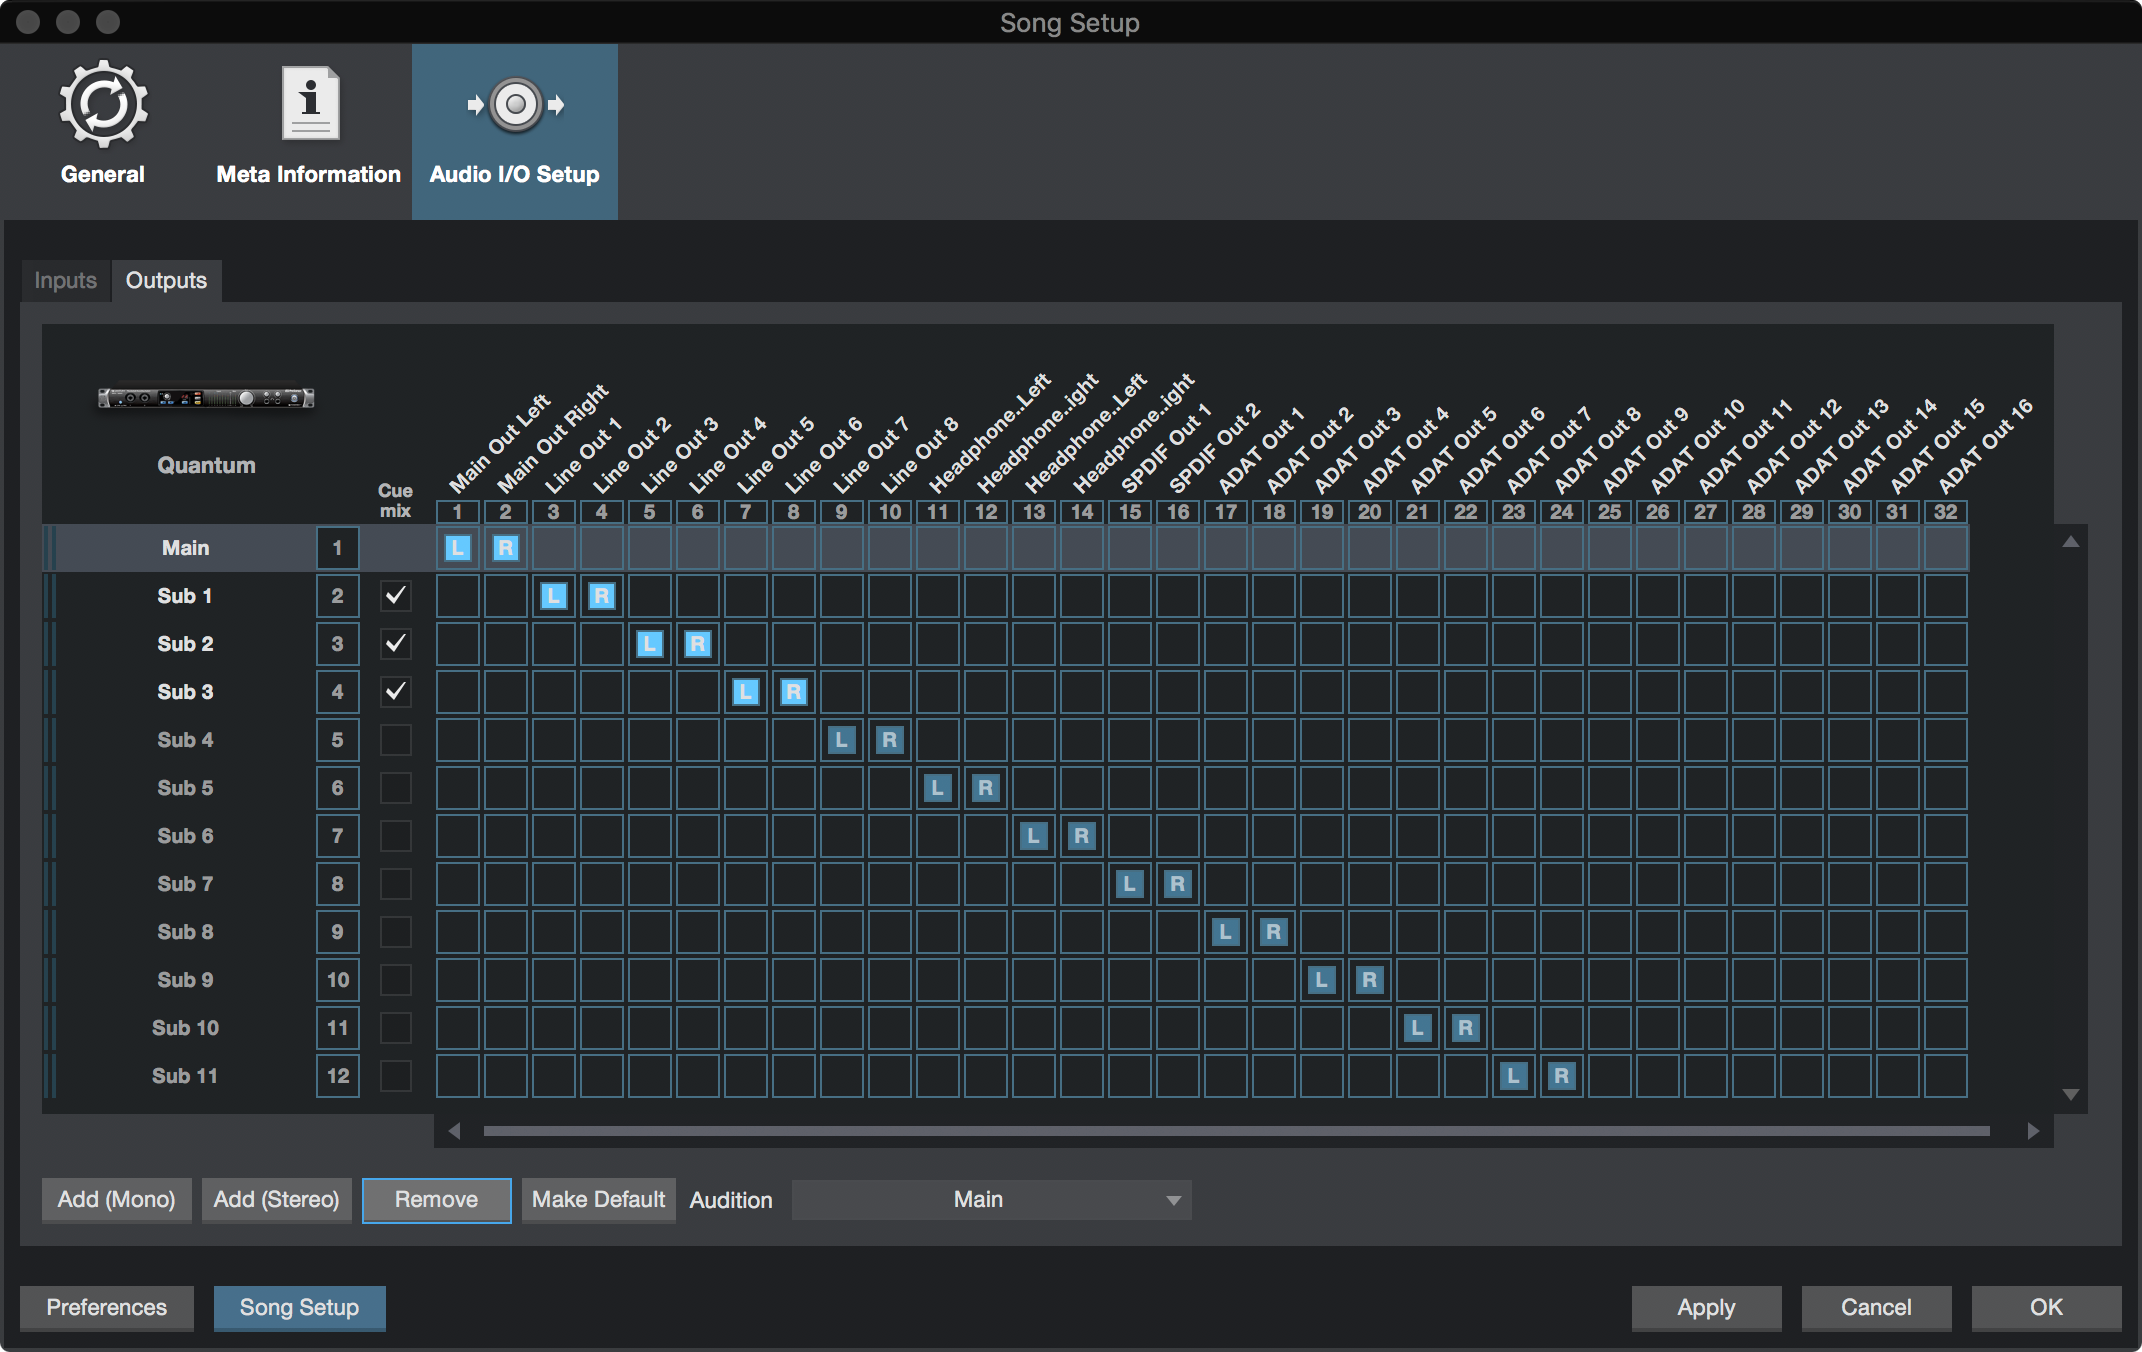 Song Setup
General
Meta Information
Audio I/O Setup
Inputs
Outputs
Quantum
Cue mix
Main Out Left
Main Out Right
Line Out 1
Line Out 2
Line Out 3
Line Out 4
Line Out 5
Line Out 6
Line Out 7
Line Out 8
Headphone..Left
Headphone..ight
Headphone..Left
Headphone..ight
SPDIF Out 1
SPDIF Out 2
ADAT Out 1
ADAT Out 2
ADAT Out 3
ADAT Out 4
ADAT Out 5
ADAT Out 6
ADAT Out 7
ADAT Out 8
ADAT Out 9
ADAT Out 10
ADAT Out 11
ADAT Out 12
ADAT Out 13
ADAT Out 14
ADAT Out 15
ADAT Out 16
1 2 3 4 5 6 7 8 9 10 11 12 13 14 15 16 17 18 19 20 21 22 23 24 25 26 27 28 29 30 31 32
Main 1 L R
Sub 1 2 L R
Sub 2 3 L R
Sub 3 4 L R
Sub 4 5 L R
Sub 5 6 L R
Sub 6 7 L R
Sub 7 8 L R
Sub 8 9 L R
Sub 9 10 L R
Sub 10 11 L R
Sub 11 12 L R
Add (Mono) Add (Stereo) Remove Make Default Audition Main
Preferences Song Setup Apply Cancel OK